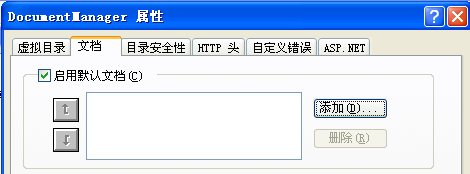 DocumentManager 属性
虚拟目录 文档 目录安全性 HTTP 头 自定义错误 ASP.NET
启用默认文档(C)
添加(D)...
删除(R)